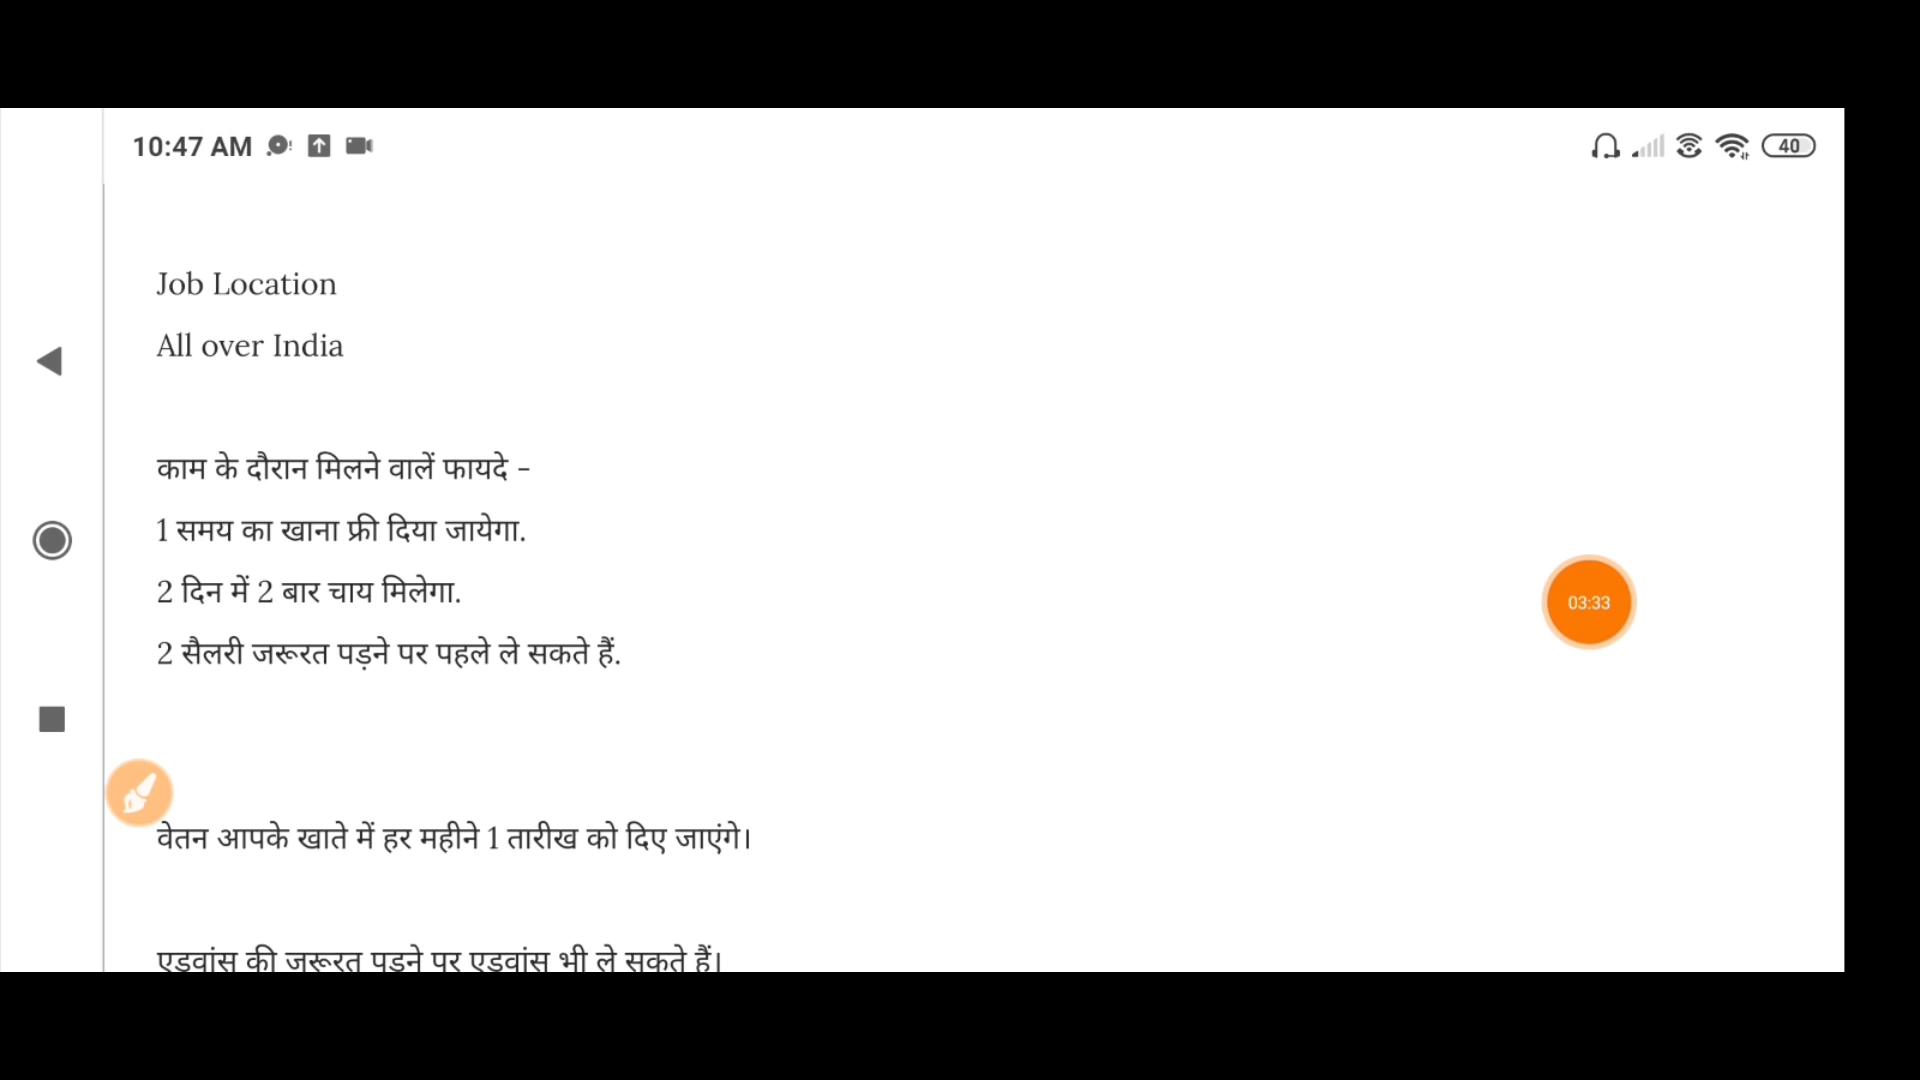 10:47 AM
40
Job Location
All over India
काम के दौरान मिलने वालें फायदे -
1 समय का खाना फ्री दिया जायेगा.
2 दिन में 2 बार चाय मिलेगा.
03:33
2 सैलरी जरूरत पड़ने पर पहले ले सकते हैं.
वेतन आपके खाते में हर महीने 1 तारीख को दिए जाएंगे।
एडवांस की जरूरत पड़ने पर एडवांस भी ले सकते हैं।